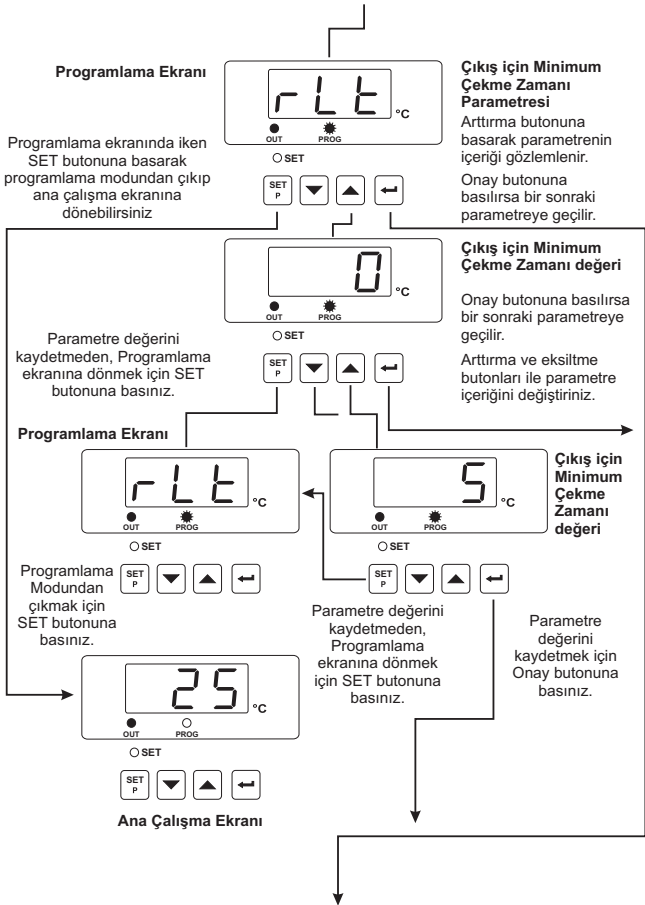 Programlama Ekranı
rLt
°C
OUT
PROG
SET
SET
P
Çıkış için Minimum
Çekme Zamanı
Parametresi
Arttırma butonuna
basarak parametrenin
içeriği gözlemlenir.
Onay butonuna
basılırsa bir sonraki
parametreye geçilir.
Programlama ekranında iken
SET butonuna basarak
programlama modundan çıkıp
ana çalışma ekranına
dönebilirsiniz
0
°C
OUT
PROG
SET
SET
P
Çıkış için Minimum
Çekme Zamanı değeri
Onay butonuna basılırsa
bir sonraki parametreye
geçilir.
Arttırma ve eksiltme
butonları ile parametre
içeriğini değiştiriniz.
Parametre değerini
kaydetmeden, Programlama
ekranına dönmek için SET
butonuna basınız.
Programlama Ekranı
rLt
°C
OUT
PROG
SET
SET
P
Programlama
Modundan
çıkmak için
SET butonuna
basınız.
5
°C
OUT
PROG
SET
SET
P
Çıkış için
Minimum
Çekme
Zamanı
değeri
Parametre değerini
kaydetmeden,
Programlama
ekranına dönmek
için SET butonuna
basınız.
Parametre
değerini
kaydetmek için
Onay butonuna
basınız.
25
°C
OUT
PROG
SET
SET
P
Ana Çalışma Ekranı